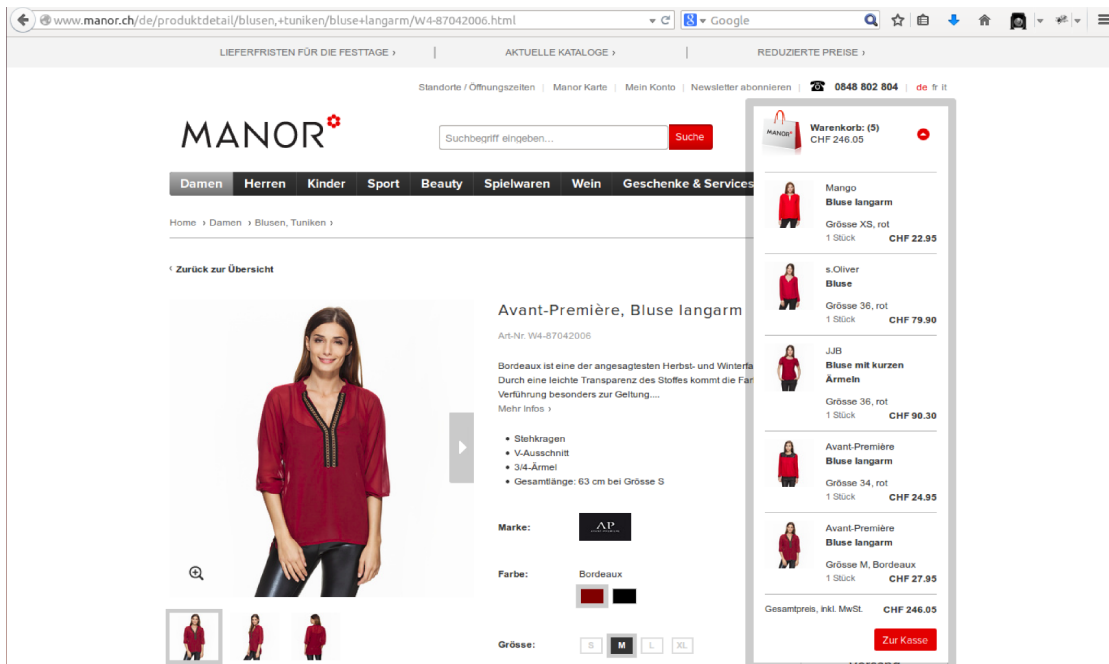 www.manor.ch/de/produktdetail/blusen,+tuniken/bluse+langarm/W4-87042006.html
Google
LIEFERFRISTEN FÜR DIE FESTTAGE ›
AKTUELLE KATALOGE ›
REDUZIERTE PREISE ›
Standorte / Öffnungszeiten | Manor Karte | Mein Konto | Newsletter abonnieren | 0848 802 804 | de fr it
MANOR
Suchbegriff eingeben...
Suche
Damen Herren Kinder Sport Beauty Spielwaren Wein Geschenke & Services
Home › Damen › Blusen, Tuniken ›
‹ Zurück zur Übersicht
Avant-Première, Bluse langarm
Art-Nr. W4-87042006
Bordeaux ist eine der angesagtesten Herbst- und Winterfa
Durch eine leichte Transparenz des Stoffes kommt die Far
Verführung besonders zur Geltung....
Mehr Infos ›
• Stehkragen
• V-Ausschnitt
• 3/4-Ärmel
• Gesamtlänge: 63 cm bei Grösse S
Marke:
AP
Farbe:
Bordeaux
Grösse:
S M L XL
MANOR
Warenkorb: (5)
CHF 246.05
Mango
Bluse langarm
Grösse XS, rot
1 Stück CHF 22.95
s.Oliver
Bluse
Grösse 36, rot
1 Stück CHF 79.90
JJB
Bluse mit kurzen
Ärmeln
Grösse 36, rot
1 Stück CHF 90.30
Avant-Première
Bluse langarm
Grösse 34, rot
1 Stück CHF 24.95
Avant-Première
Bluse langarm
Grösse M, Bordeaux
1 Stück CHF 27.95
Gesamtpreis, inkl. MwSt. CHF 246.05
Zur Kasse